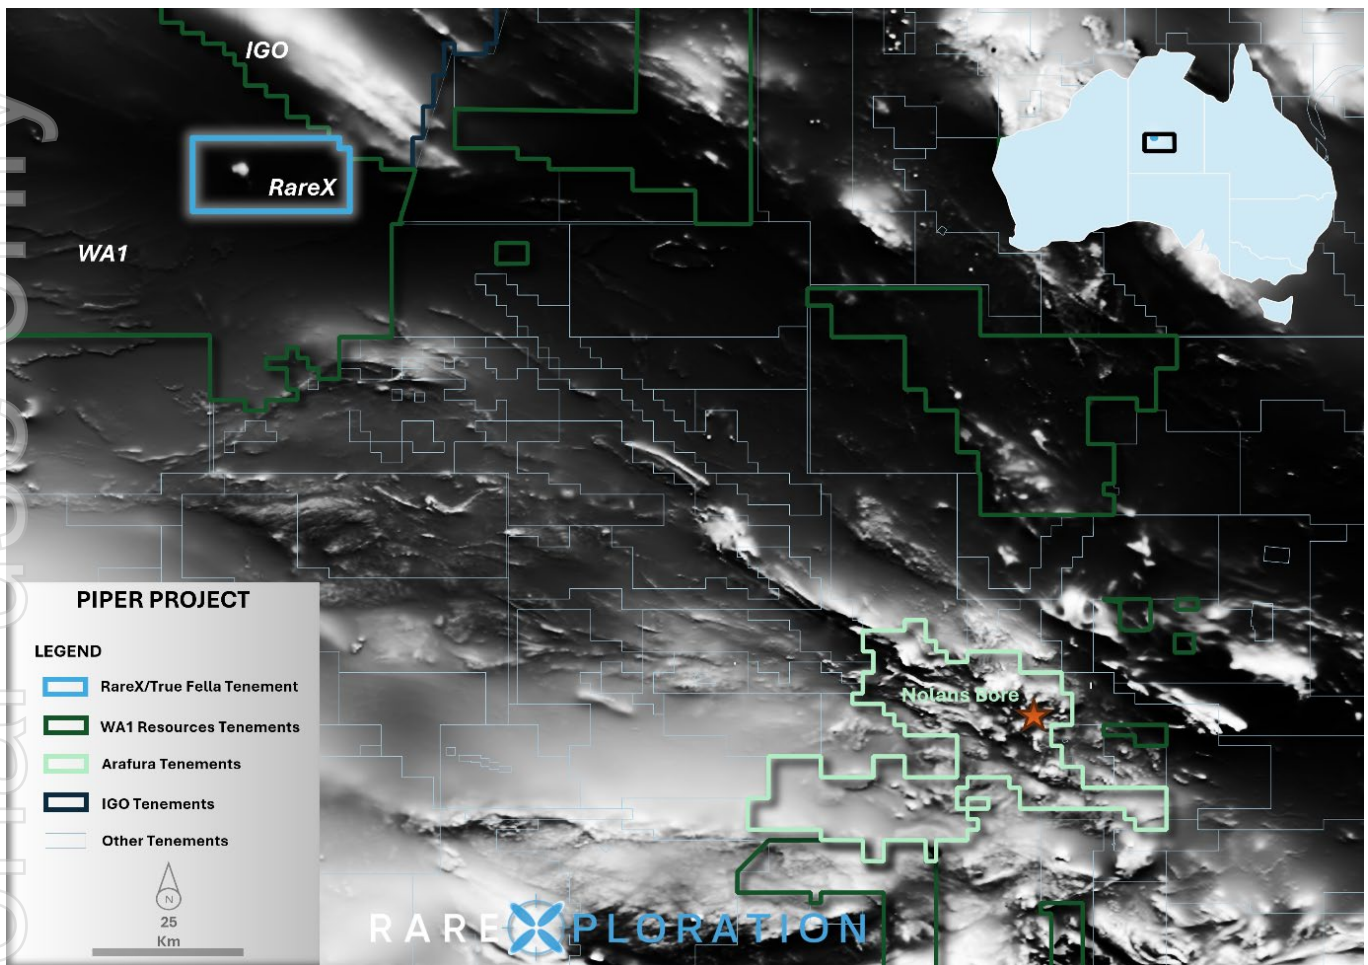 IGO
RareX
WA1
Nolans Bore
PIPER PROJECT
LEGEND
RareX/True Fella Tenement
WA1 Resources Tenements
Arafura Tenements
IGO Tenements
Other Tenements
N
25
Km
RAREXPLORATION